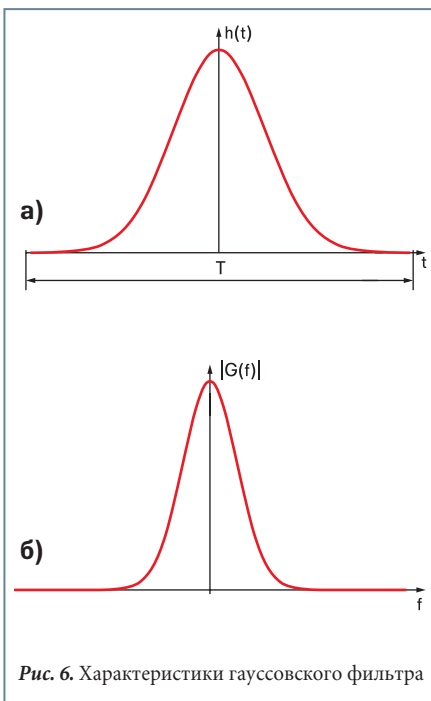 h(t)
а)
t
T
|G(f)|
б)
f
Рис. 6. Характеристики гауссовского фильтра